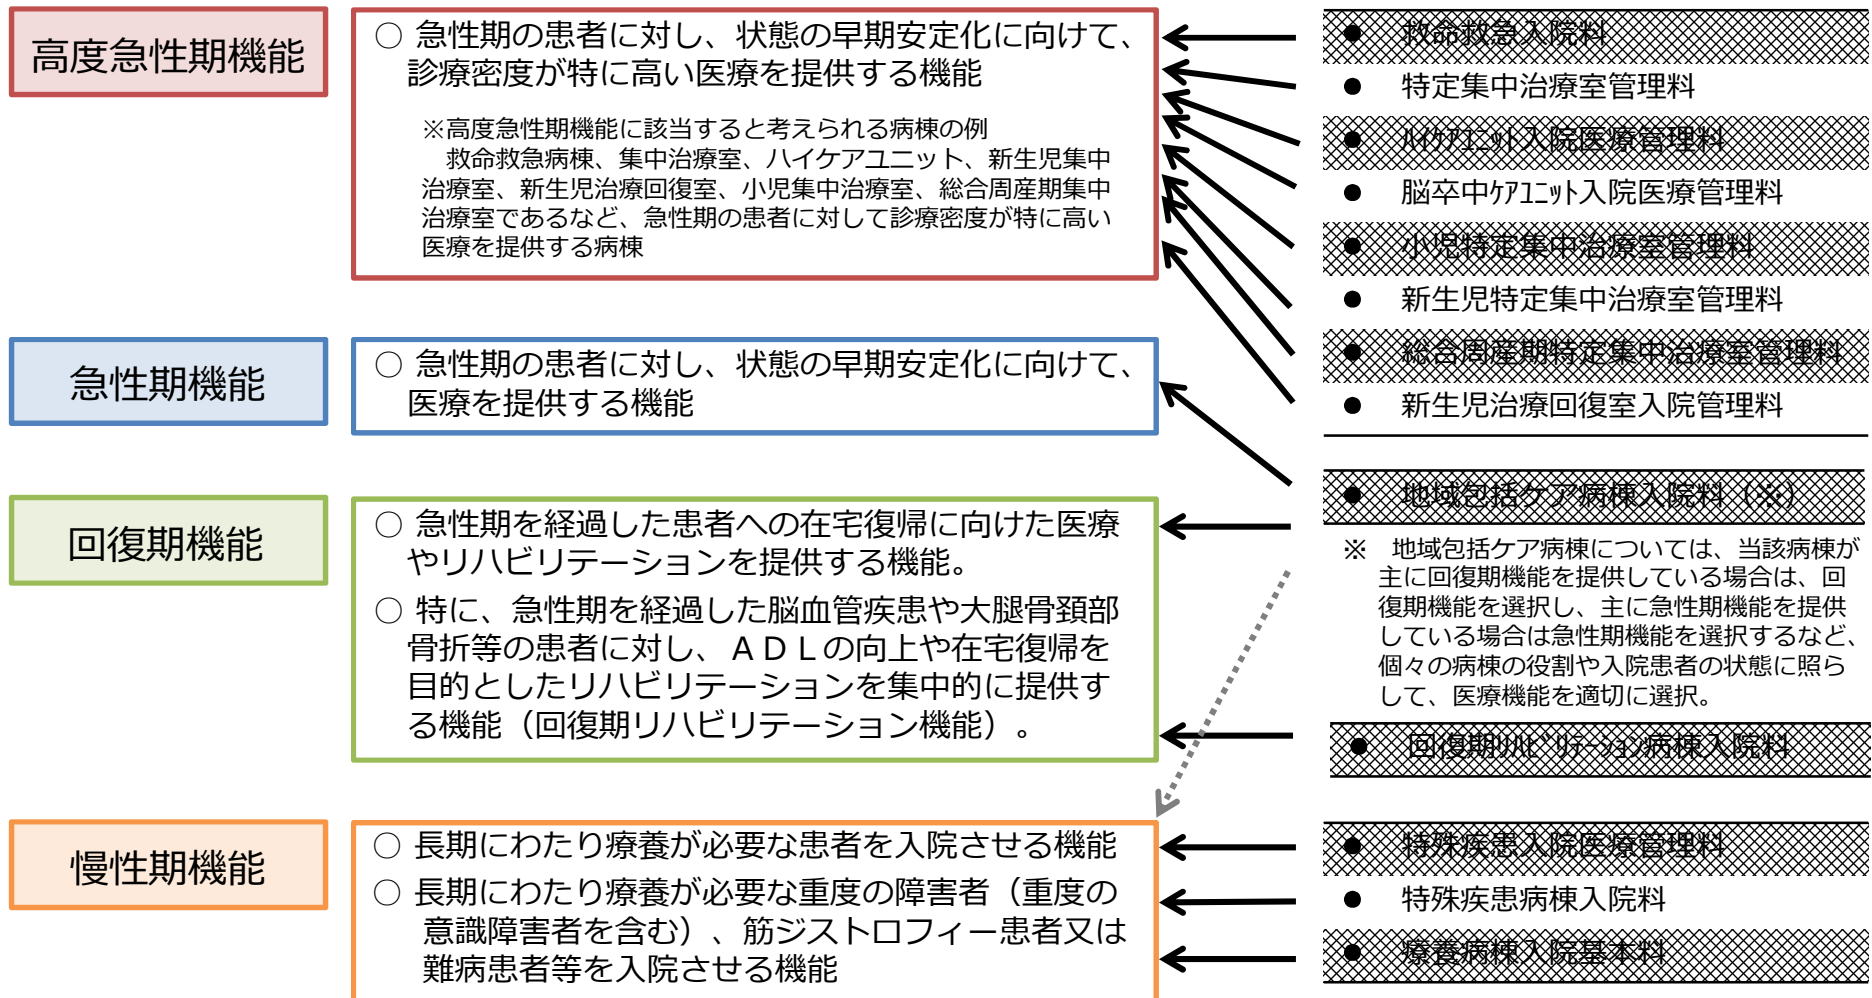 高度急性期機能
○ 急性期の患者に対し、状態の早期安定化に向けて、
診療密度が特に高い医療を提供する機能
※高度急性期機能に該当すると考えられる病棟の例
救命救急病棟、集中治療室、ハイケアユニット、新生児集中
治療室、新生児治療回復室、小児集中治療室、総合周産期集中
治療室であるなど、急性期の患者に対して診療密度が特に高い
医療を提供する病棟
急性期機能
○ 急性期の患者に対し、状態の早期安定化に向けて、
医療を提供する機能
回復期機能
○ 急性期を経過した患者への在宅復帰に向けた医療
やリハビリテーションを提供する機能。
○ 特に、急性期を経過した脳血管疾患や大腿骨頚部
骨折等の患者に対し、ＡＤＬの向上や在宅復帰を
目的としたリハビリテーションを集中的に提供す
る機能（回復期リハビリテーション機能）。
慢性期機能
○ 長期にわたり療養が必要な患者を入院させる機能
○ 長期にわたり療養が必要な重度の障害者（重度の
意識障害者を含む）、筋ジストロフィー患者又は
難病患者等を入院させる機能
● 救命救急入院料
● 特定集中治療室管理料
● ﾊｲｹｱﾕﾆｯﾄ入院医療管理料
● 脳卒中ｹｱﾕﾆｯﾄ入院医療管理料
● 小児特定集中治療室管理料
● 新生児特定集中治療室管理料
● 総合周産期特定集中治療室管理料
● 新生児治療回復室入院管理料
● 地域包括ケア病棟入院料（※）
※ 地域包括ケア病棟については、当該病棟が
主に回復期機能を提供している場合は、回
復期機能を選択し、主に急性期機能を提供
している場合は急性期機能を選択するなど、
個々の病棟の役割や入院患者の状態に照ら
して、医療機能を適切に選択。
● 回復期ﾘﾊﾋﾞﾘﾃｰｼｮﾝ病棟入院料
● 特殊疾患入院医療管理料
● 特殊疾患病棟入院料
● 療養病棟入院基本料